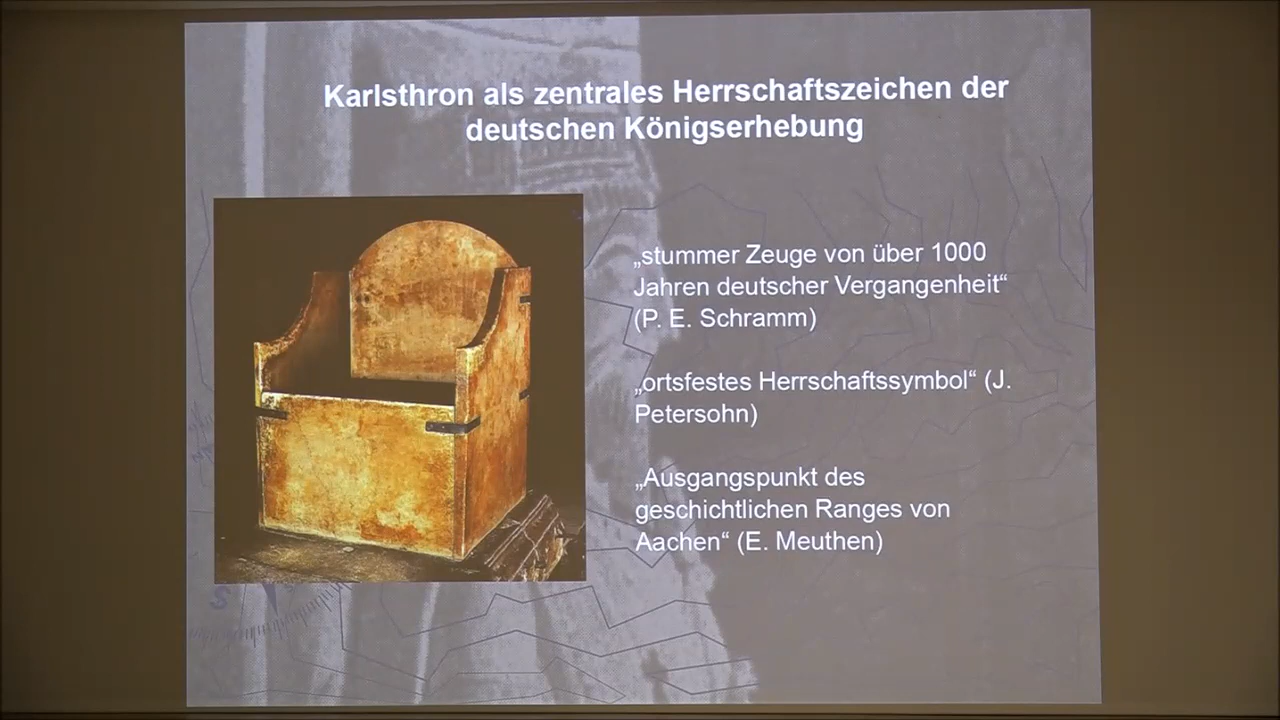 Karlsthron als zentrales Herrschaftszeichen der
deutschen Königserhebung
„stummer Zeuge von über 1000
Jahren deutscher Vergangenheit“
(P. E. Schramm)
„ortsfestes Herrschaftssymbol“ (J.
Petersohn)
„Ausgangspunkt des
geschichtlichen Ranges von
Aachen“ (E. Meuthen)
S